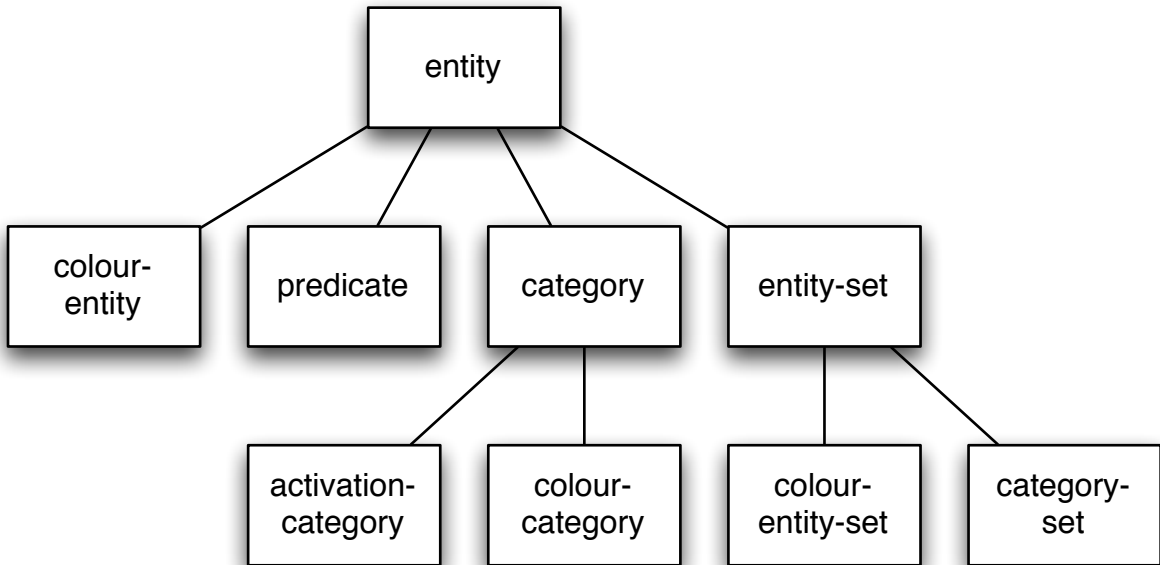 entity
colour-
entity
predicate
category
entity-set
activation-
category
colour-
category
colour-
entity-set
category-
set